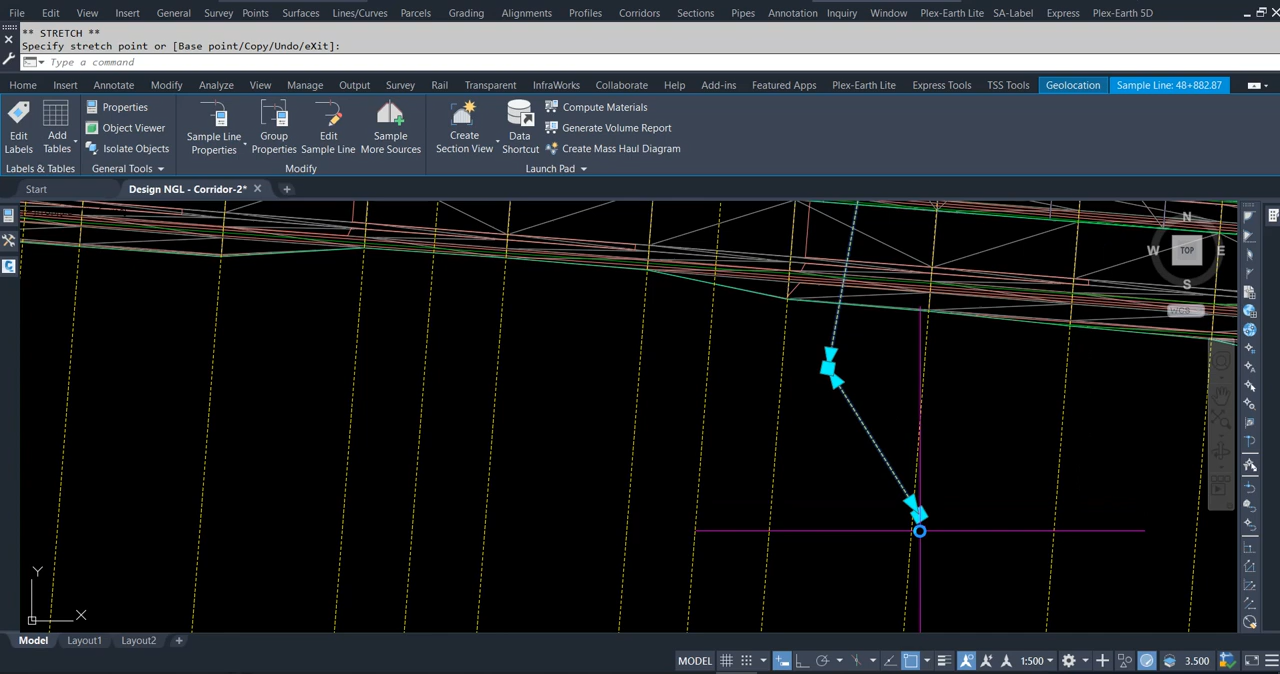 File Edit View Insert General Survey Points Surfaces Lines/Curves Parcels Grading Alignments Profiles Corridors Sections Pipes Annotation Inquiry Window Plex-Earth Lite SA-Label Express Plex-Earth 5D
** STRETCH **
Specify stretch point or [Base point/Copy/Undo/eXit]:
Type a command
Home Insert Annotate Modify Analyze View Manage Output Survey Rail Transparent InfraWorks Collaborate Help Add-ins Featured Apps Plex-Earth Lite Express Tools TSS Tools Geolocation Sample Line: 48+882.87
Edit Labels
Add Tables
Properties
Object Viewer
Isolate Objects
Sample Line Properties
Group Properties
Edit Sample Line
Sample More Sources
Create Section View
Data Shortcut
Compute Materials
Generate Volume Report
Create Mass Haul Diagram
Labels & Tables General Tools Modify Launch Pad
Start Design NGL - Corridor-2*
N
W TOP E
S
WCS
Y
X
Model Layout1 Layout2
MODEL 1:500 3.500